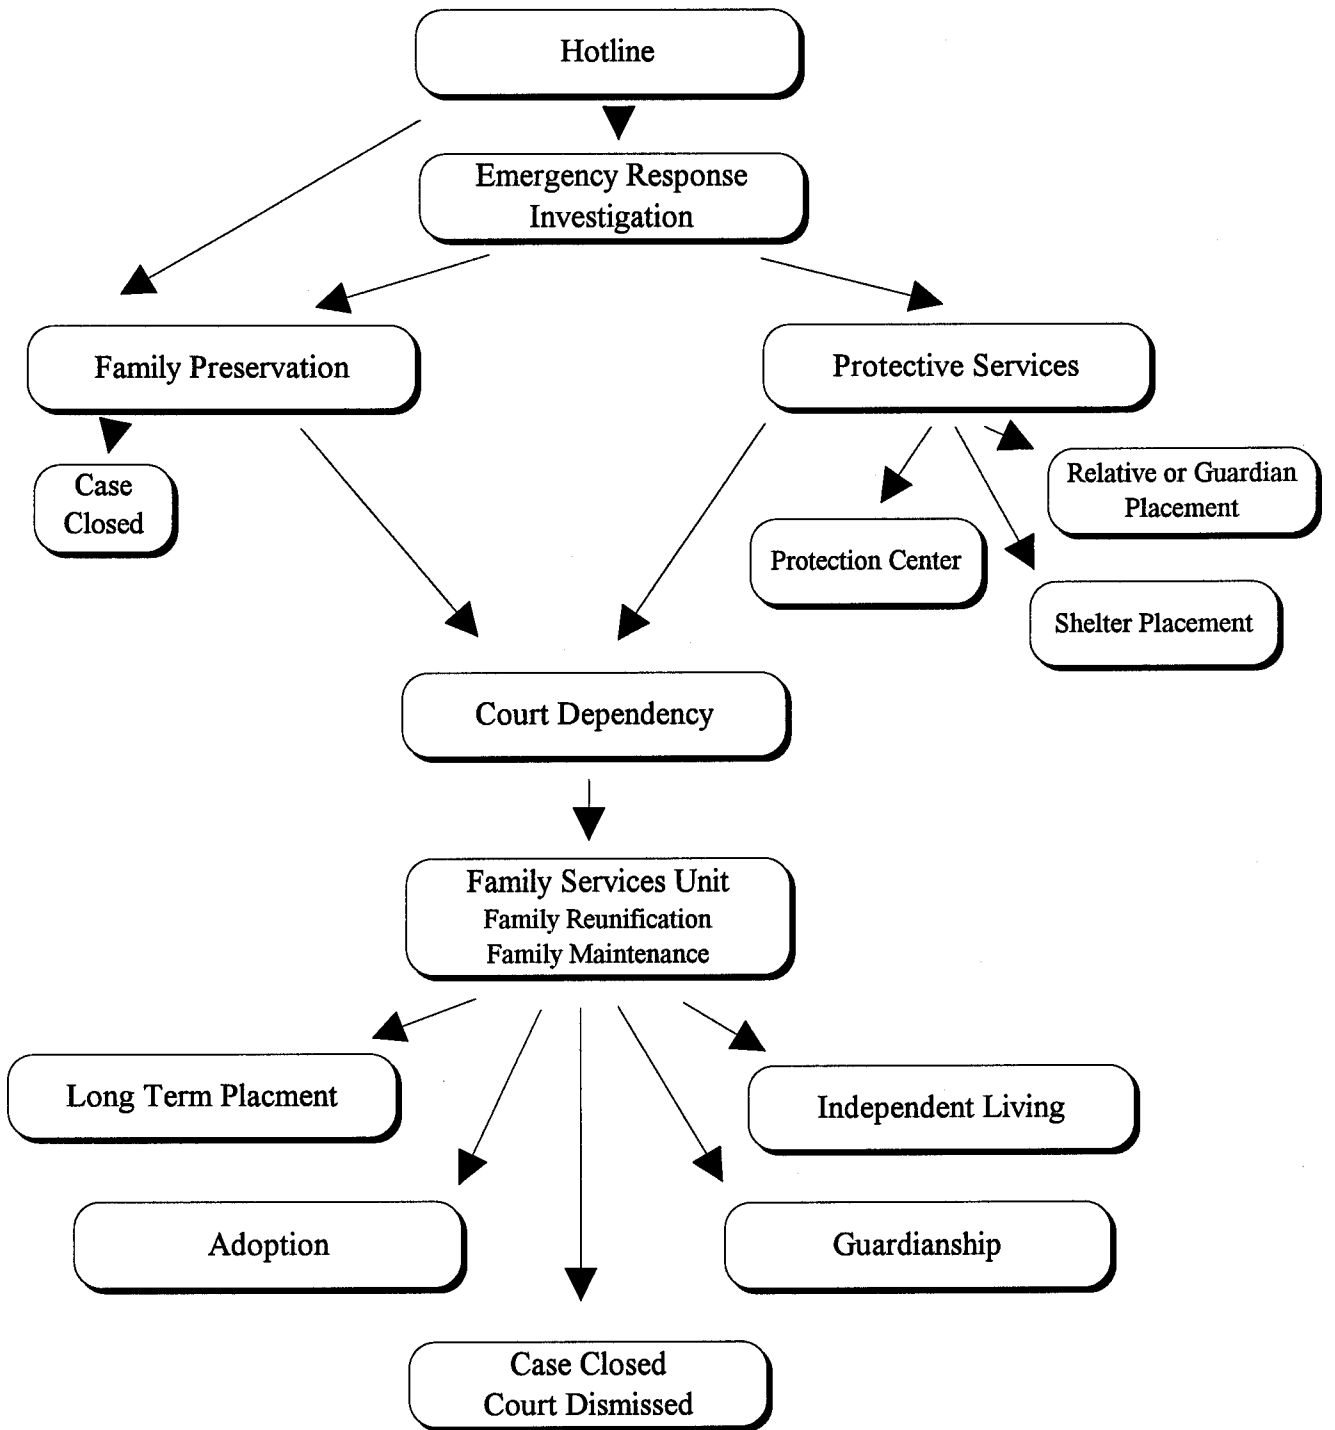 Hotline
Emergency Response
Investigation
Family Preservation
Protective Services
Case
Closed
Relative or Guardian
Placement
Protection Center
Shelter Placement
Court Dependency
Family Services Unit
Family Reunification
Family Maintenance
Long Term Placment
Independent Living
Adoption
Guardianship
Case Closed
Court Dismissed